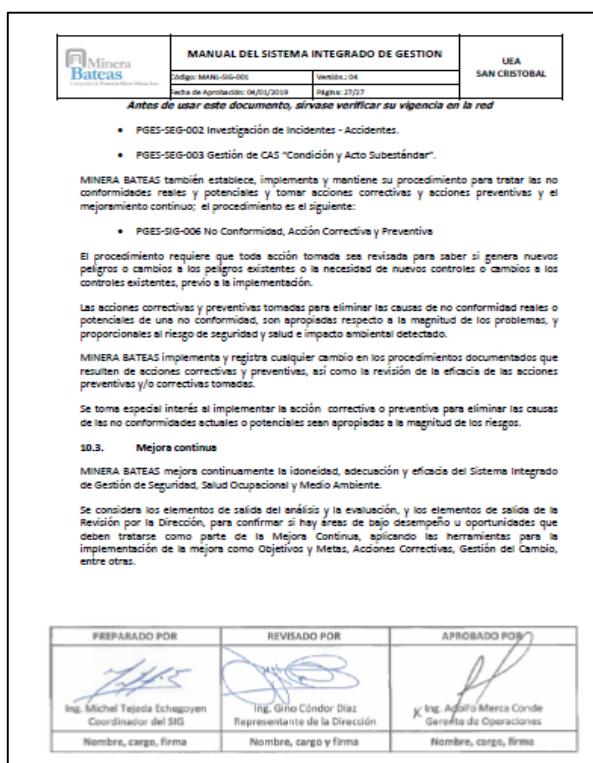 Minera
Bateas
MANUAL DEL SISTEMA INTEGRADO DE GESTION
UEA
SAN CRISTOBAL
Código: MANL-SIG-001
Versión.: 04
Fecha de Aprobación: 04/01/2019
Página: 27/27
Antes de usar este documento, sírvase verificar su vigencia en la red
• PGES-SEG-002 Investigación de Incidentes - Accidentes.
• PGES-SEG-003 Gestión de CAS "Condición y Acto Subestándar".
MINERA BATEAS también establece, implementa y mantiene su procedimiento para tratar las no
conformidades reales y potenciales y tomar acciones correctivas y acciones preventivas y el
mejoramiento continuo; el procedimiento es el siguiente:
• PGES-SIG-006 No Conformidad, Acción Correctiva y Preventiva
El procedimiento requiere que toda acción tomada sea revisada para saber si genera nuevos
peligros o cambios a los peligros existentes o la necesidad de nuevos controles o cambios a los
controles existentes, previo a la implementación.
Las acciones correctivas y preventivas tomadas para eliminar las causas de no conformidad reales o
potenciales de una no conformidad, son apropiadas respecto a la magnitud de los problemas, y
proporcionales al riesgo de seguridad y salud e impacto ambiental detectado.
MINERA BATEAS implementa y registra cualquier cambio en los procedimientos documentados que
resulten de acciones correctivas y preventivas, así como la revisión de la eficacia de las acciones
preventivas y/o correctivas tomadas.
Se toma especial interés al implementar la acción correctiva o preventiva para eliminar las causas
de las no conformidades actuales o potenciales sean apropiadas a la magnitud de los riesgos.
10.3. Mejora continua
MINERA BATEAS mejora continuamente la idoneidad, adecuación y eficacia del Sistema Integrado
de Gestión de Seguridad, Salud Ocupacional y Medio Ambiente.
Se considera los elementos de salida del análisis y la evaluación, y los elementos de salida de la
Revisión por la Dirección, para confirmar si hay áreas de bajo desempeño u oportunidades que
deben tratarse como parte de la Mejora Continua, aplicando las herramientas para la
implementación de la mejora como Objetivos y Metas, Acciones Correctivas, Gestión del Cambio,
entre otras.
PREPARADO POR
REVISADO POR
APROBADO POR
Ing. Michel Tejeda Echegoyen
Coordinador del SIG
Ing. Gino Cóndor Díaz
Representante de la Dirección
Ing. Adolfo Merca Conde
Gerente de Operaciones
Nombre, cargo, firma
Nombre, cargo y firma
Nombre, cargo, firma